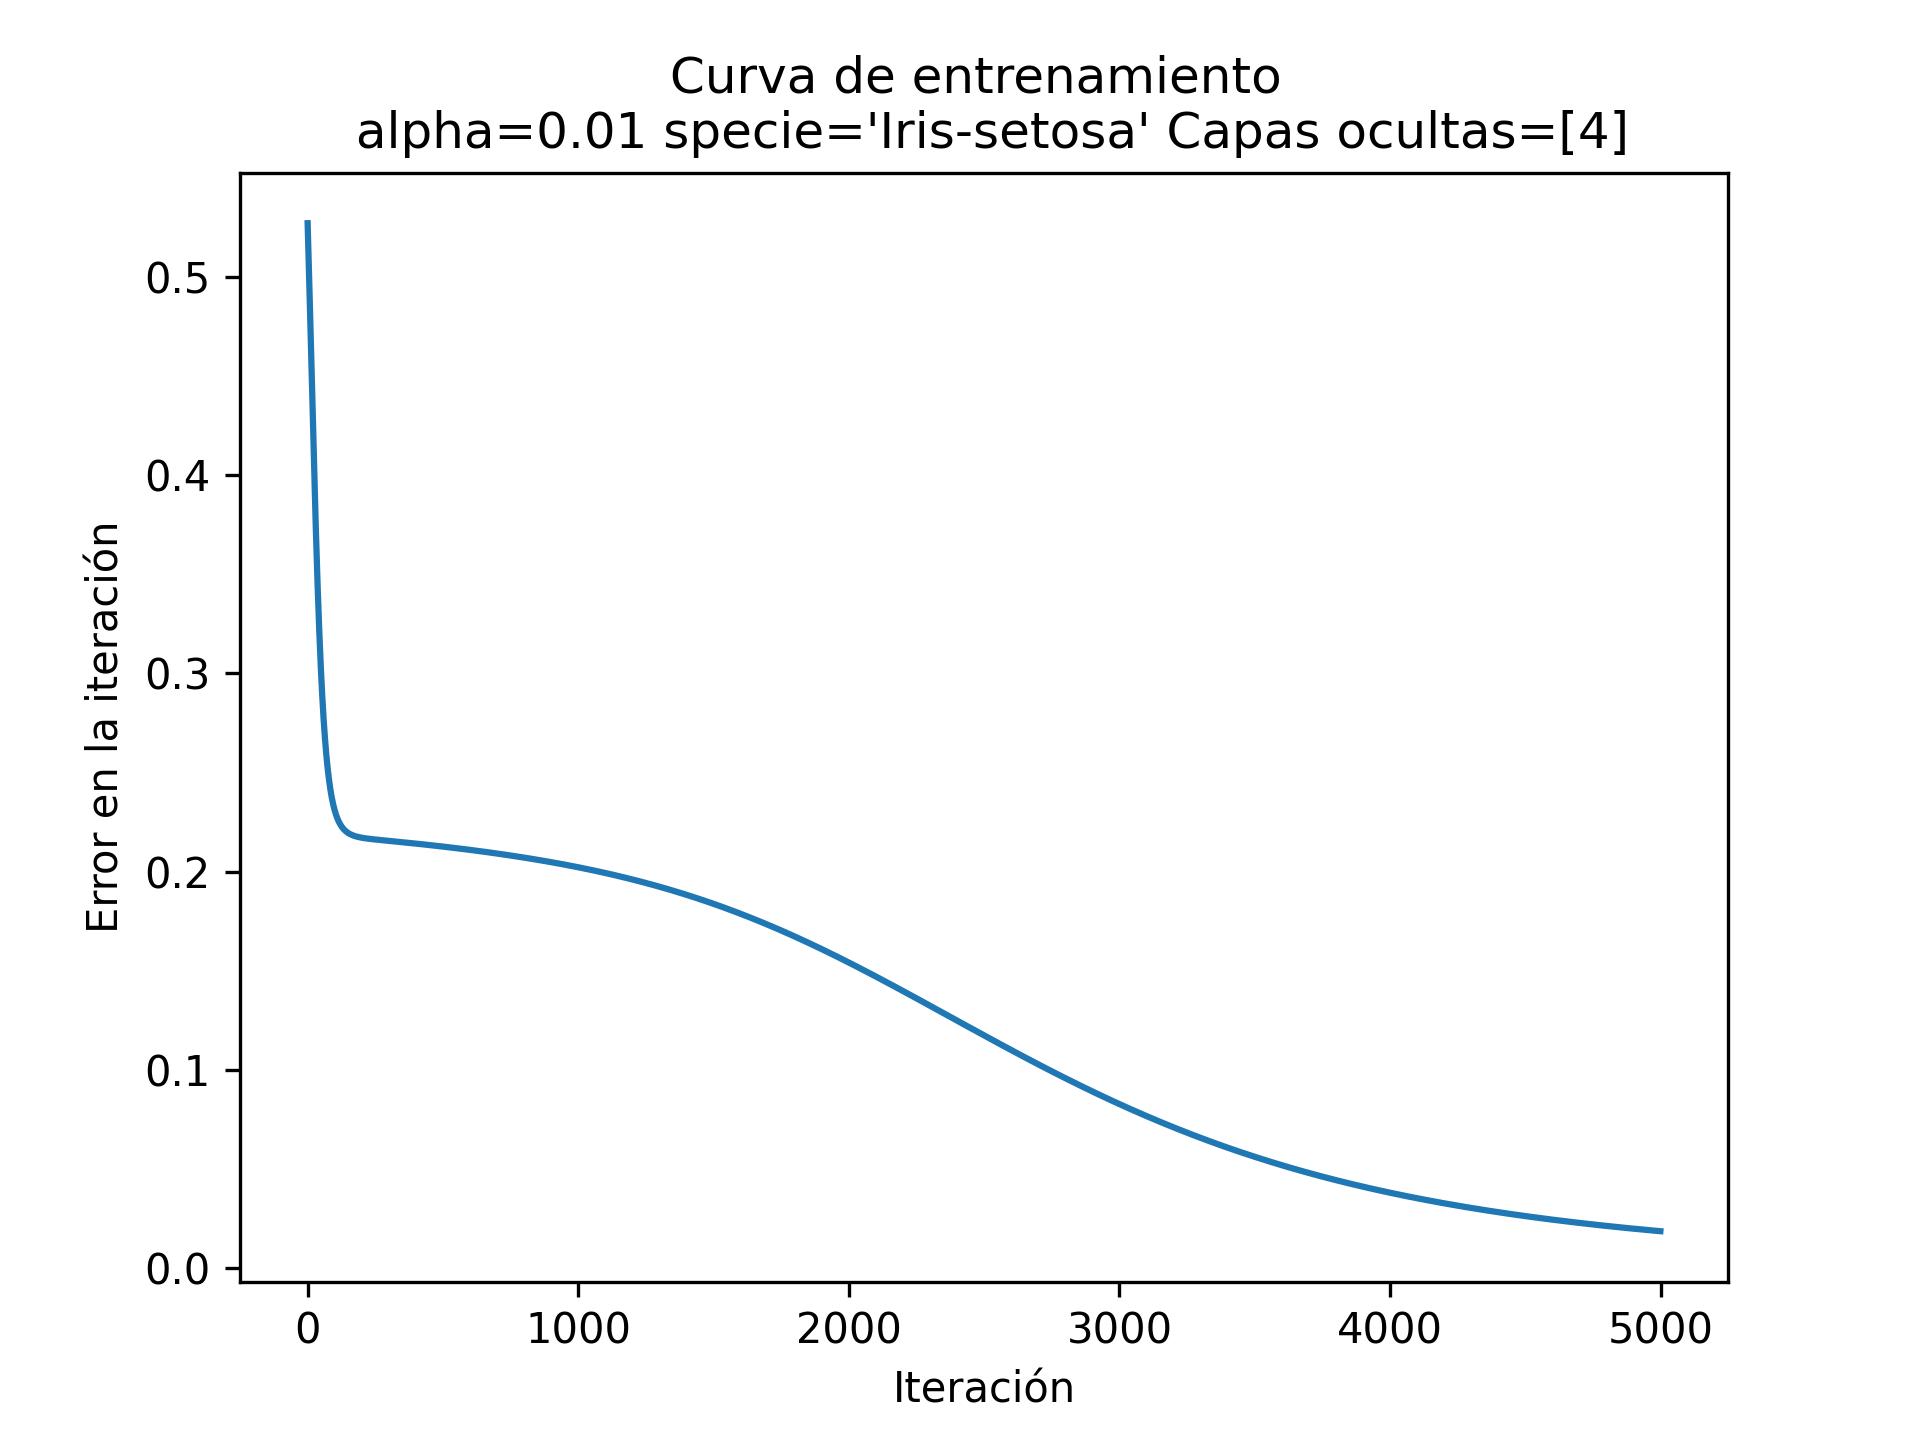 Curva de entrenamiento
alpha=0.01 specie='Iris-setosa' Capas ocultas=[4]
Error en la iteración
0.5
0.4
0.3
0.2
0.1
0.0
0 1000 2000 3000 4000 5000
Iteración